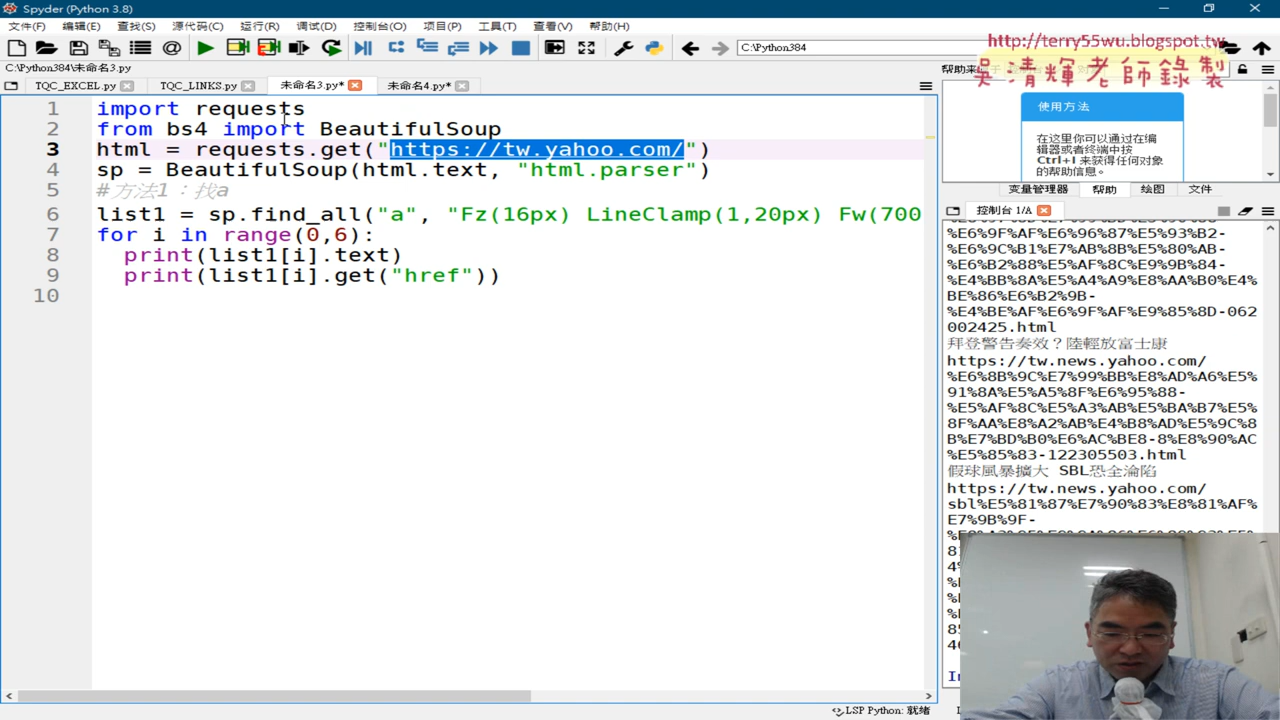 Spyder (Python 3.8)
文件(F) 编辑(E) 查找(S) 源代码(C) 运行(R) 调试(D) 控制台(O) 项目(P) 工具(T) 查看(V) 帮助(H)
C:\Python384
http://terry55wu.blogspot.tw
吳清輝老師錄製
C:\Python384\未命名3.py
TQC_EXCEL.py TQC_LINKS.py 未命名3.py* 未命名4.py*
1 import requests
2 from bs4 import BeautifulSoup
3 html = requests.get("https://tw.yahoo.com/")
4 sp = BeautifulSoup(html.text, "html.parser")
5 #方法1：找a
6 list1 = sp.find_all("a", "Fz(16px) LineClamp(1,20px) Fw(700
7 for i in range(0,6):
8 print(list1[i].text)
9 print(list1[i].get("href"))
10
使用方法
在这里你可以通过在编
辑器或者终端中按
Ctrl+I 来获得任何对象
的帮助信息。
变量管理器 帮助 绘图 文件
控制台 1/A
%E6%9F%AF%E6%96%87%E5%93%B2-
%E6%9C%B1%E7%AB%8B%E5%80%AB-
%E6%B2%88%E5%AF%8C%E9%9B%84-
%E4%BB%8A%E5%A4%A9%E8%AA%B0%E4%
BE%86%E6%B2%9B-
%E4%BE%AF%E6%9F%AF%E9%85%8D-062
002425.html
拜登警告奏效？陸輕放富士康
https://tw.news.yahoo.com/
%E6%8B%9C%E7%99%BB%E8%AD%A6%E5%
91%8A%E5%A5%8F%E6%95%88-
%E5%AF%8C%E5%A3%AB%E5%BA%B7%E5%
8F%AA%E8%A2%AB%E4%B8%AD%E5%9C%8
B%E7%BD%B0%E6%AC%BE8-8%E8%90%AC
%E5%85%83-122305503.html
假球風暴擴大 SBL恐全淪陷
https://tw.news.yahoo.com/
sbl%E5%81%87%E7%90%83%E8%81%AF%
E7%9B%9F-
LSP Python: 就绪